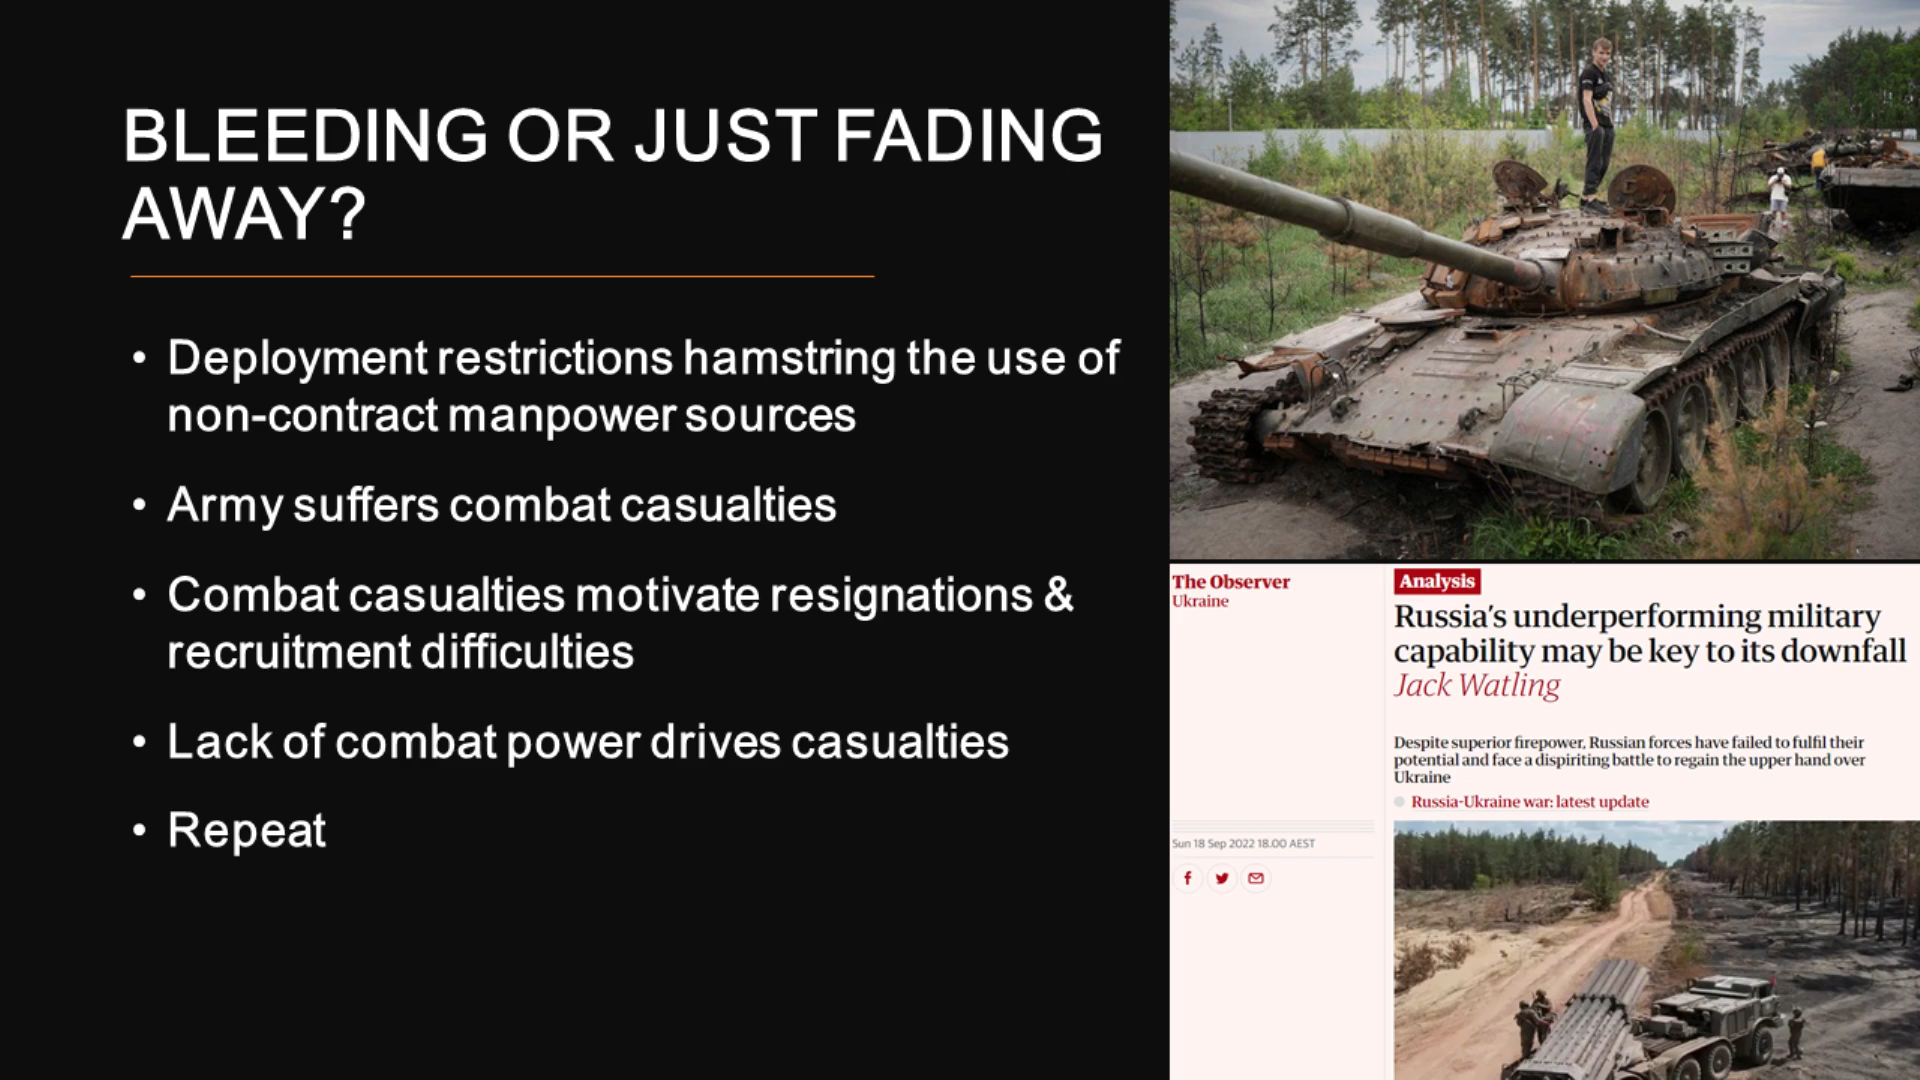 BLEEDING OR JUST FADING
AWAY?
• Deployment restrictions hamstring the use of
non-contract manpower sources
• Army suffers combat casualties
• Combat casualties motivate resignations &
recruitment difficulties
• Lack of combat power drives casualties
• Repeat
The Observer
Ukraine
Analysis
Russia’s underperforming military
capability may be key to its downfall
Jack Watling
Despite superior firepower, Russian forces have failed to fulfil their
potential and face a dispiriting battle to regain the upper hand over
Ukraine
Russia-Ukraine war: latest update
Sun 18 Sep 2022 18.00 AEST